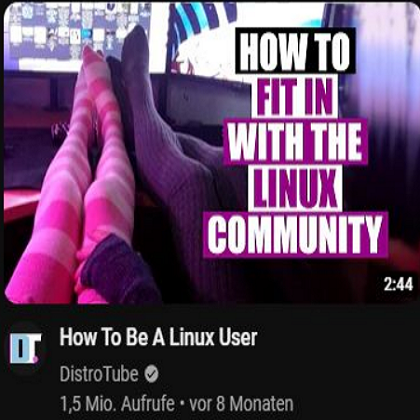 HOW TO
FIT IN
WITH THE
LINUX
COMMUNITY
2:44
D.
How To Be A Linux User
DistroTube
1,5 Mio. Aufrufe • vor 8 Monaten